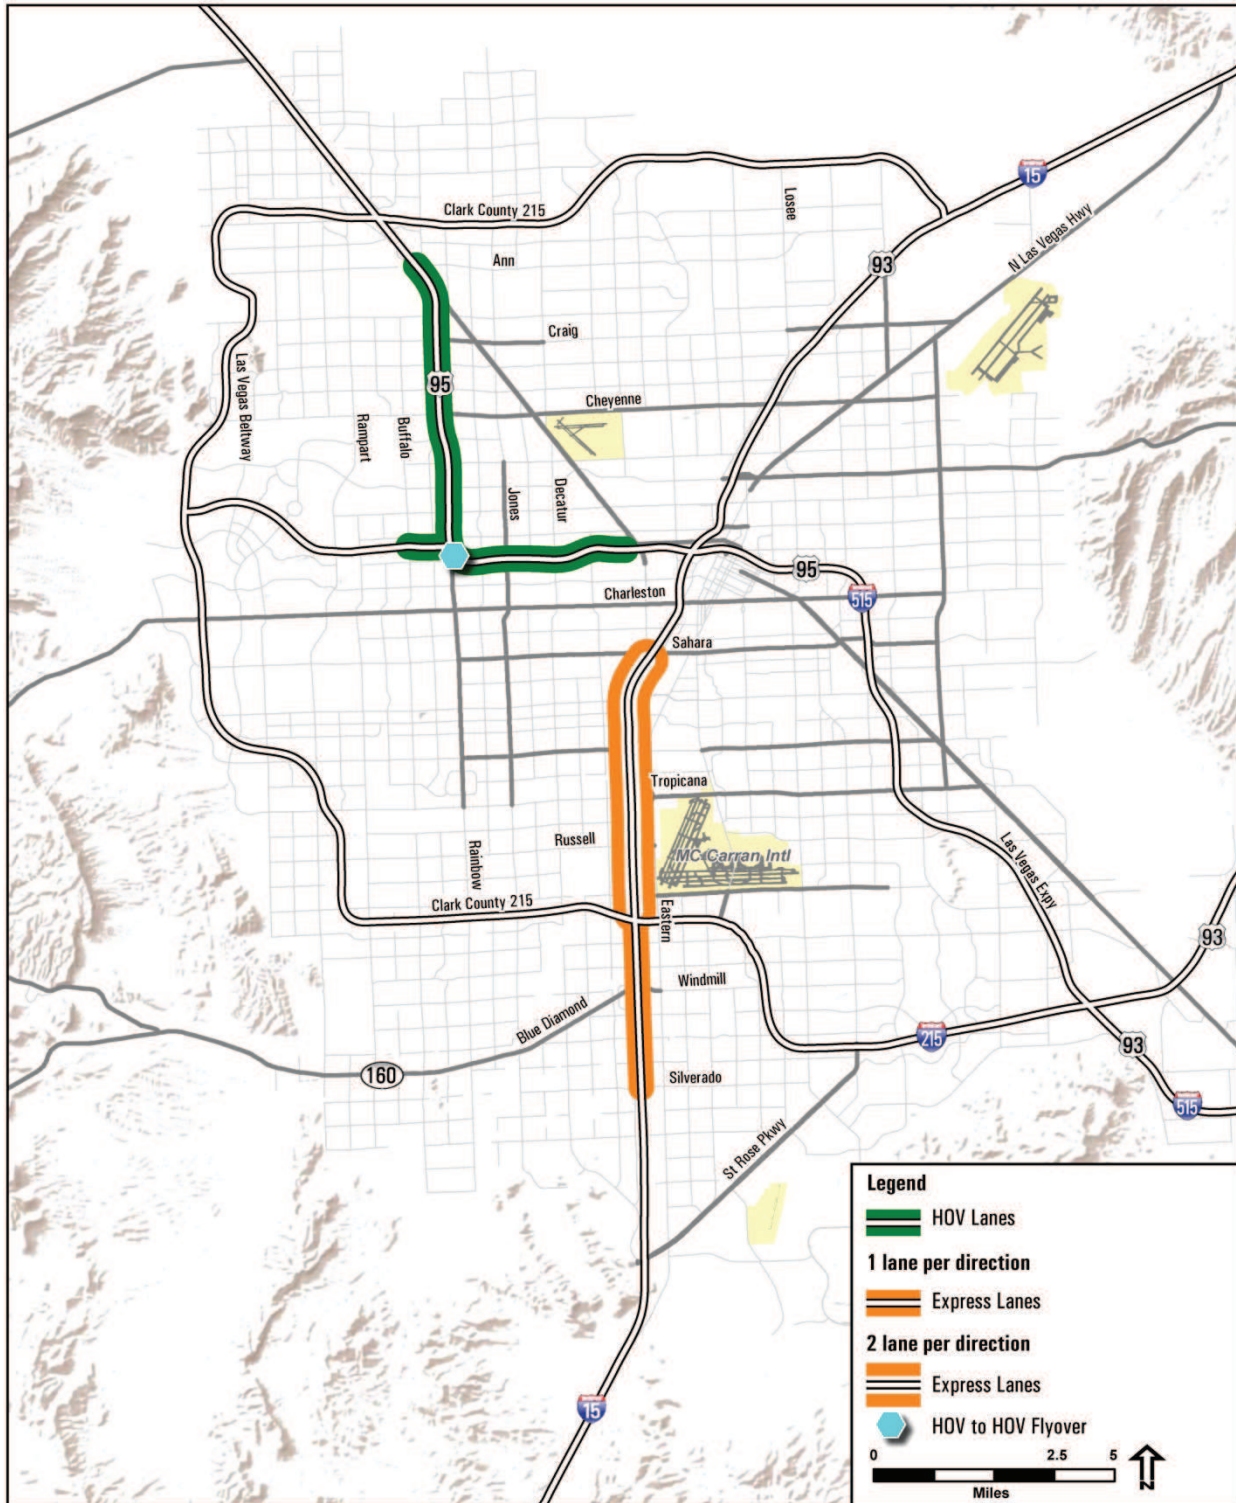 15
Losee
Clark County 215
N Las Vegas Hwy
Ann
93
Craig
Las Vegas Beltway
95
Cheyenne
Rampart
Buffalo
Jones
Decatur
95
Charleston
515
Sahara
Tropicana
Russell
MC Carran Intl
Rainbow
Las Vegas Expy
Clark County 215
Eastern
93
Windmill
Blue Diamond
215
93
160
Silverado
515
St Rose Pkwy
15
Legend
HOV Lanes
1 lane per direction
Express Lanes
2 lane per direction
Express Lanes
HOV to HOV Flyover
0 2.5 5
Miles
N